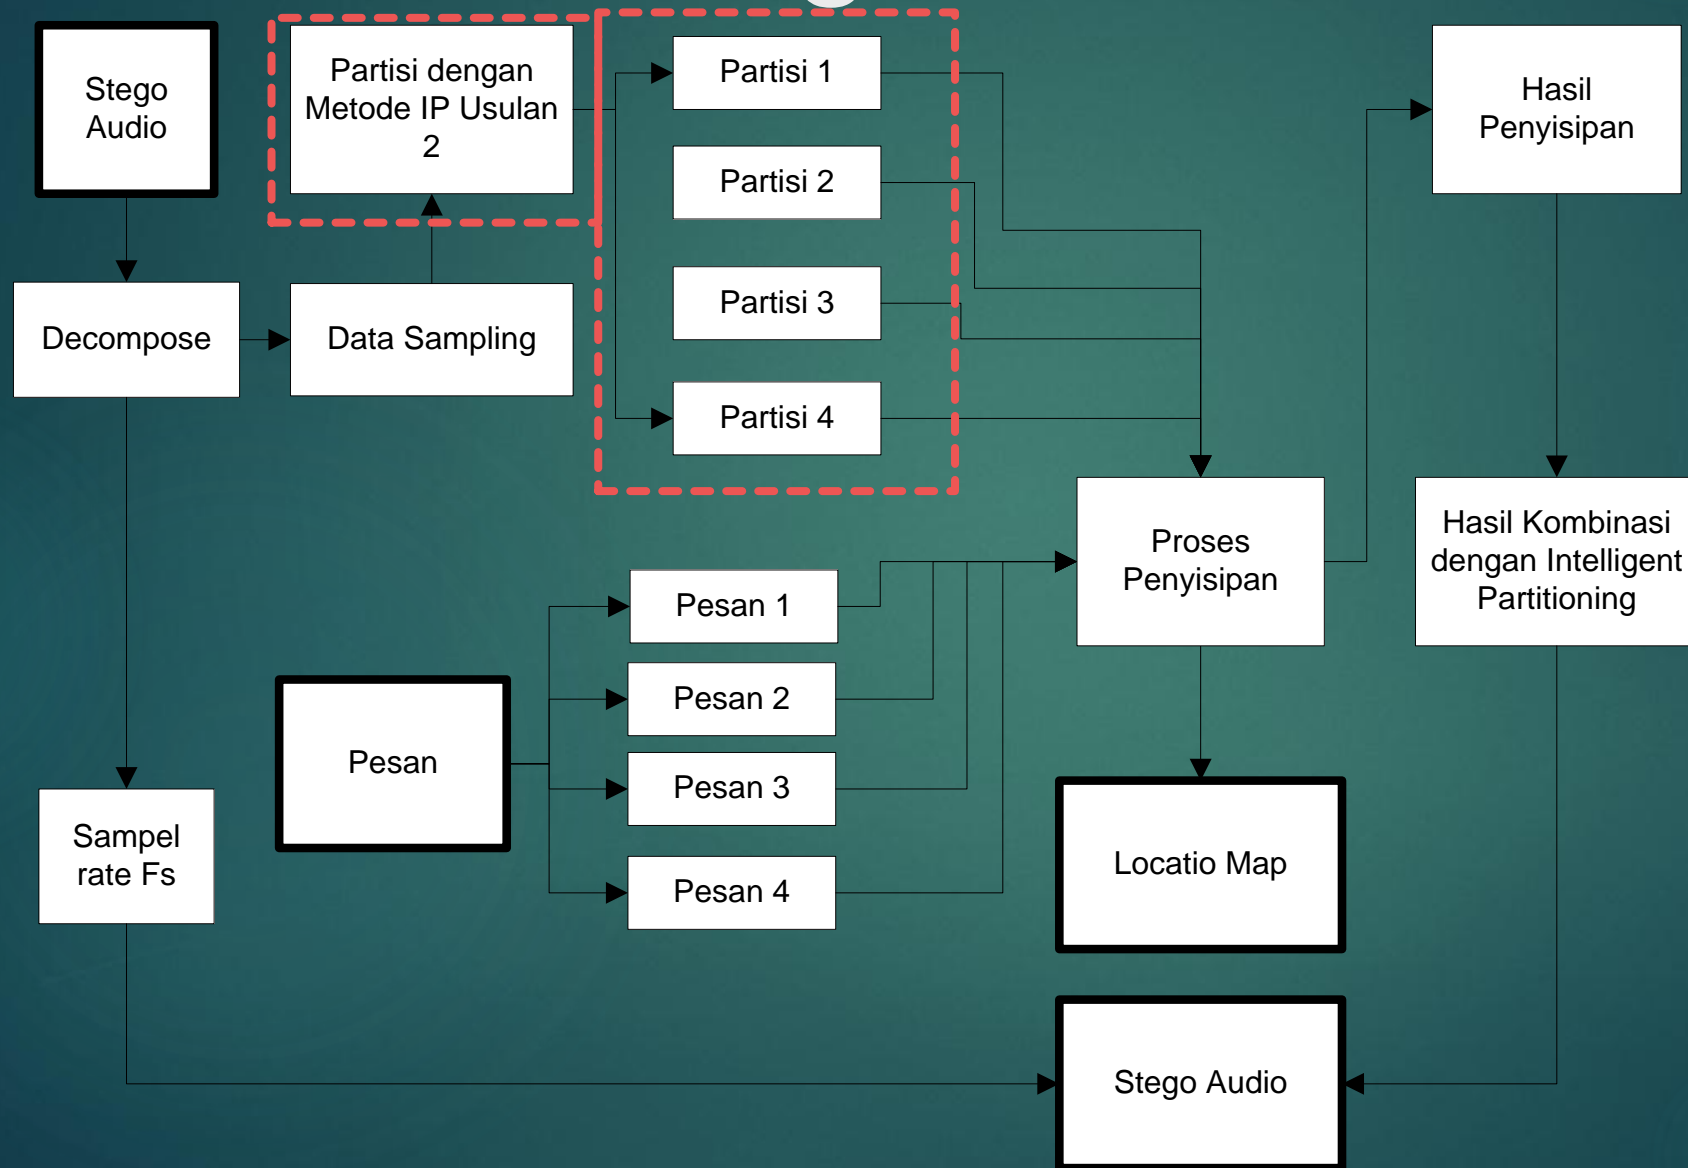 Stego
Audio
Partisi dengan
Metode IP Usulan
2
Partisi 1
Partisi 2
Partisi 3
Partisi 4
Hasil
Penyisipan
Decompose
Data Sampling
Proses
Penyisipan
Hasil Kombinasi
dengan Intelligent
Partitioning
Pesan 1
Pesan 2
Pesan 3
Pesan 4
Pesan
Sampel
rate Fs
Locatio Map
Stego Audio